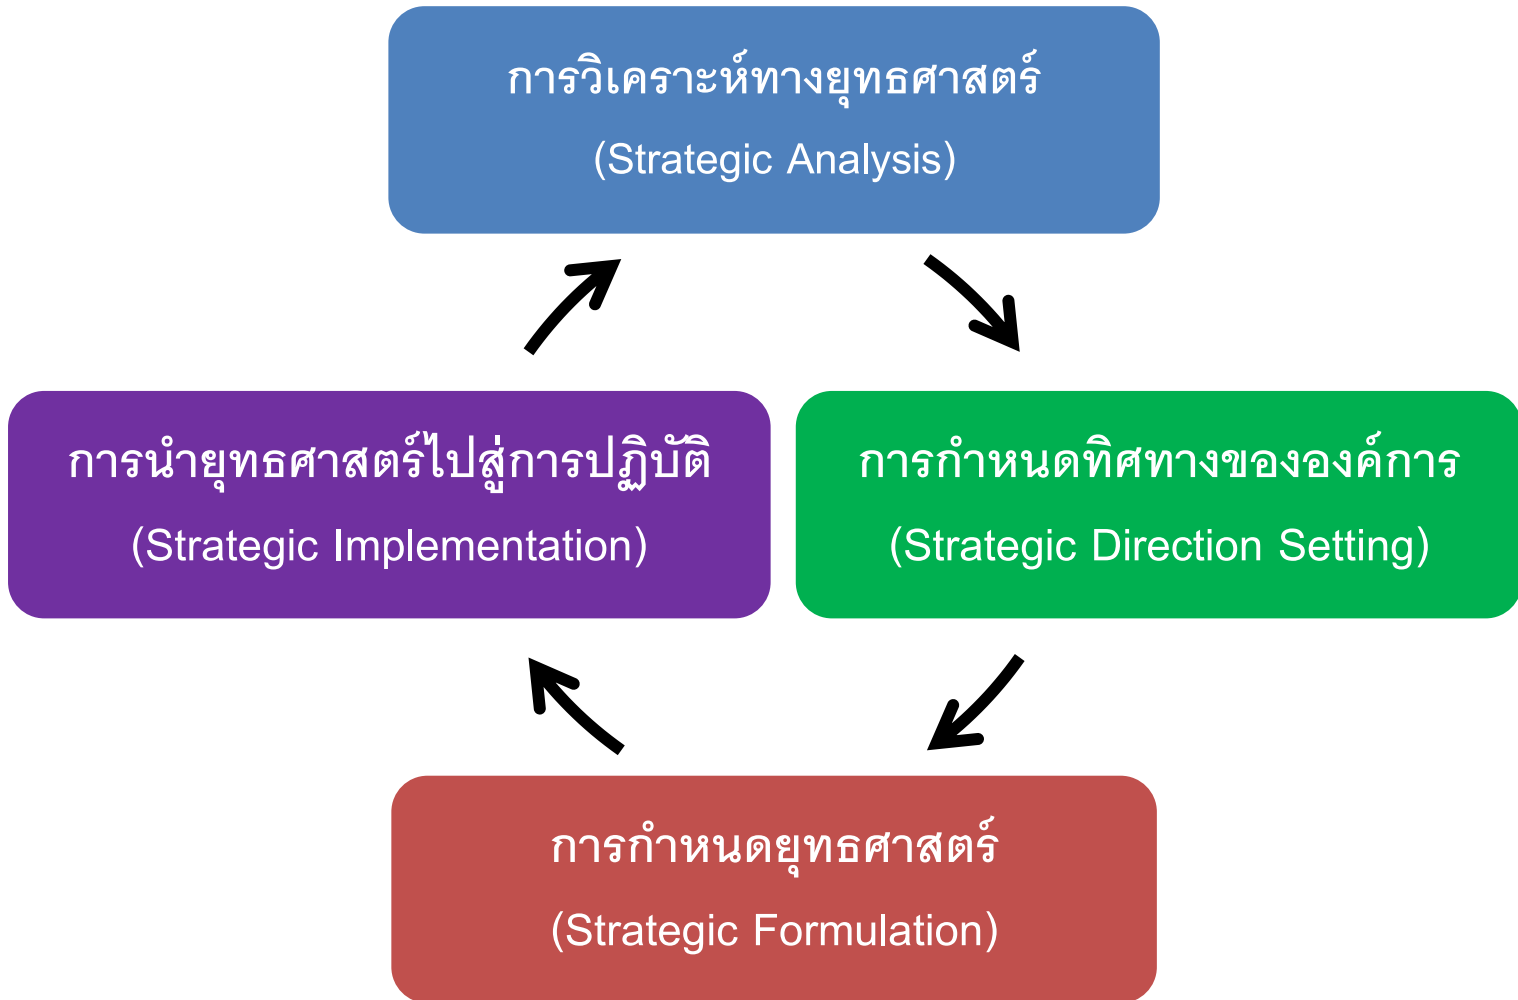 การวิเคราะห์ทางยุทธศาสตร์
(Strategic Analysis)
การนำยุทธศาสตร์ไปสู่การปฏิบัติ
(Strategic Implementation)
การกำหนดทิศทางขององค์การ
(Strategic Direction Setting)
การกำหนดยุทธศาสตร์
(Strategic Formulation)